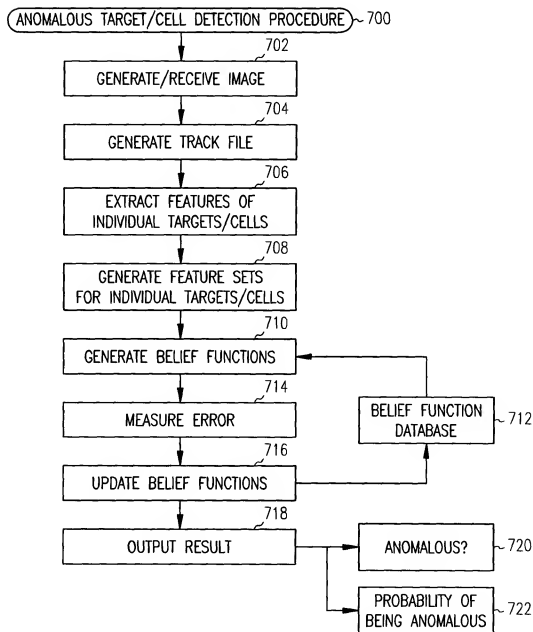 ANOMALOUS TARGET/CELL DETECTION PROCEDURE 700
702
GENERATE/RECEIVE IMAGE
704
GENERATE TRACK FILE
706
EXTRACT FEATURES OF
INDIVIDUAL TARGETS/CELLS
708
GENERATE FEATURE SETS
FOR INDIVIDUAL TARGETS/CELLS
710
GENERATE BELIEF FUNCTIONS
714
MEASURE ERROR
BELIEF FUNCTION
DATABASE
712
716
UPDATE BELIEF FUNCTIONS
718
OUTPUT RESULT
ANOMALOUS?
720
PROBABILITY OF
BEING ANOMALOUS
722